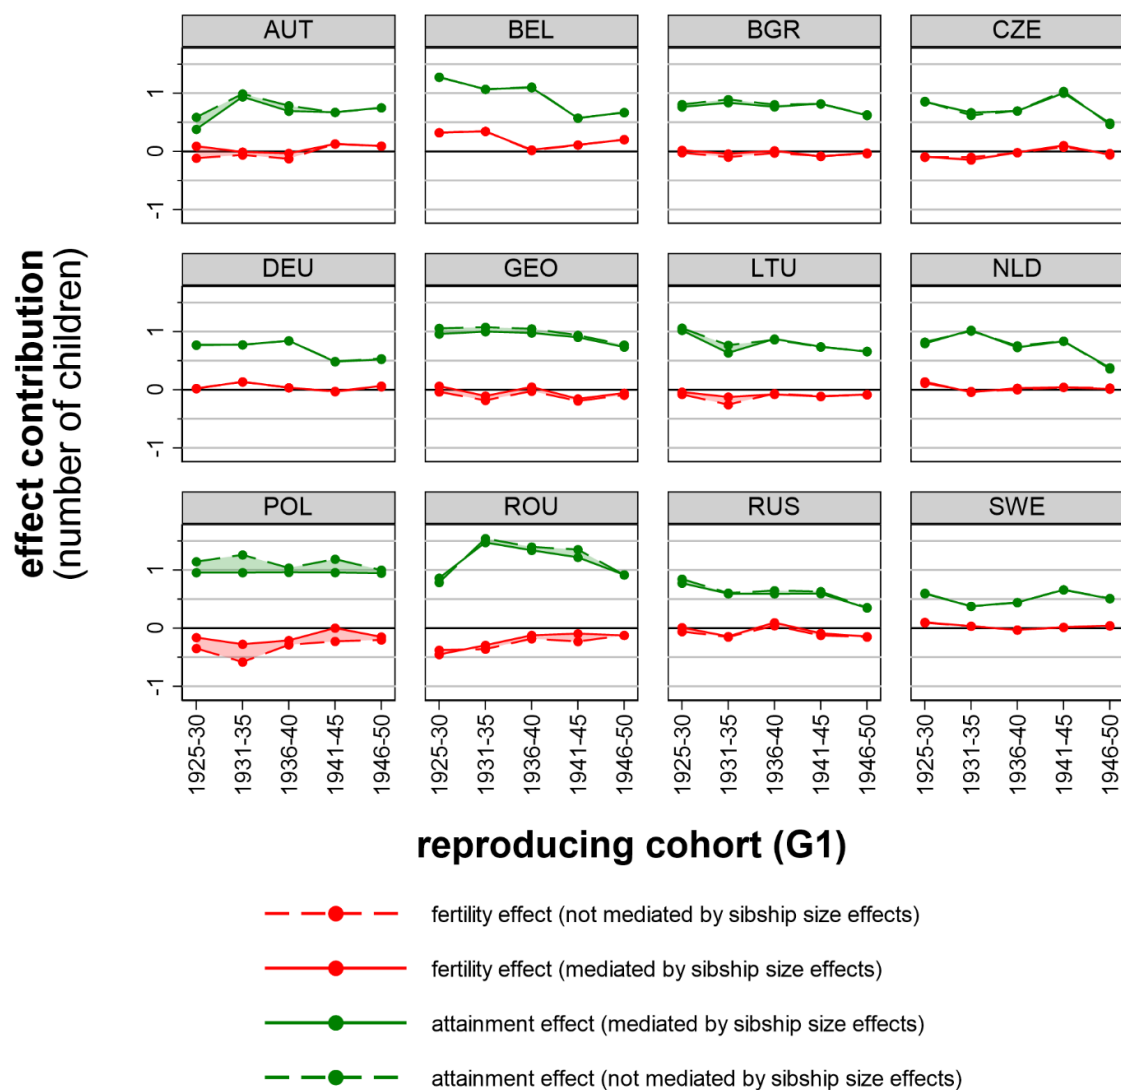 AUT BEL BGR CZE
1
0
-1
DEU GEO LTU NLD
1
0
-1
effect contribution
(number of children)
POL ROU RUS SWE
1
0
-1
1925-30 1931-35 1936-40 1941-45 1946-50 1925-30 1931-35 1936-40 1941-45 1946-50 1925-30 1931-35 1936-40 1941-45 1946-50 1925-30 1931-35 1936-40 1941-45 1946-50
reproducing cohort (G1)
fertility effect (not mediated by sibship size effects)
fertility effect (mediated by sibship size effects)
attainment effect (mediated by sibship size effects)
attainment effect (not mediated by sibship size effects)